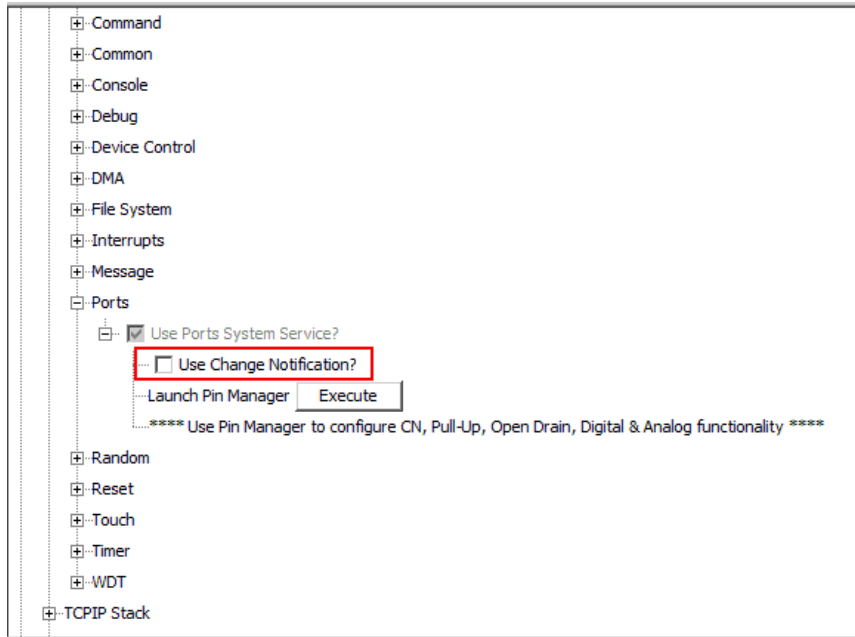 Command
Common
Console
Debug
Device Control
DMA
File System
Interrupts
Message
Ports
Use Ports System Service?
Use Change Notification?
Launch Pin Manager Execute
**** Use Pin Manager to configure CN, Pull-Up, Open Drain, Digital & Analog functionality ****
Random
Reset
Touch
Timer
WDT
TCPIP Stack